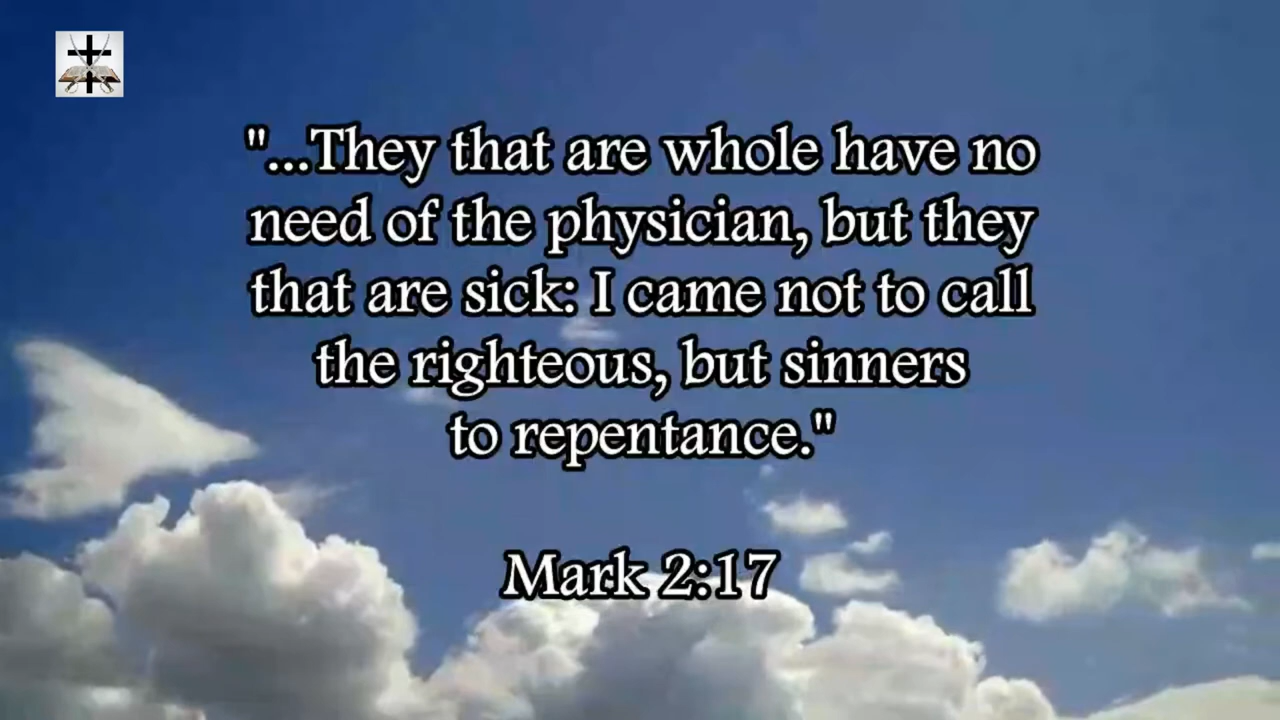 "...They that are whole have no
need of the physician, but they
that are sick: I came not to call
the righteous, but sinners
to repentance."
Mark 2:17